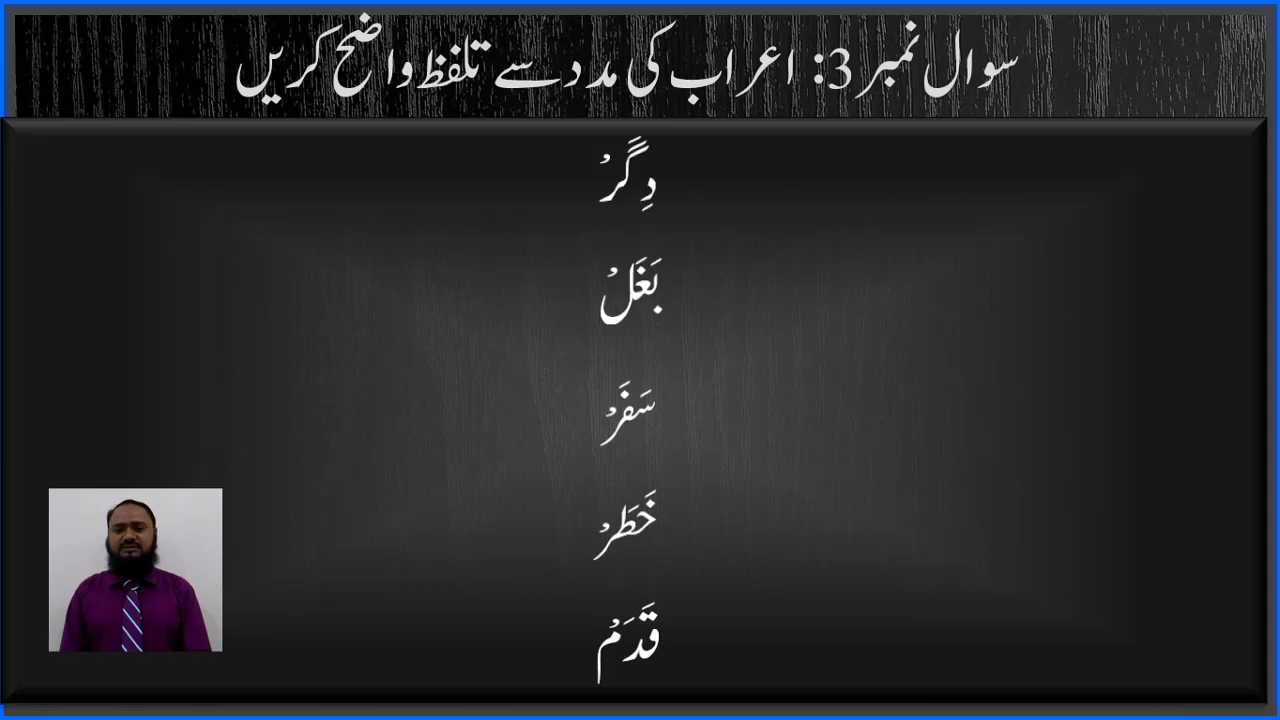 سوال نمبر 3: اعراب کی مدد سے تلفظ واضح کریں
دِگَرْ
بَغَلْ
سَفَرْ
خَطَرْ
قَدَمْ